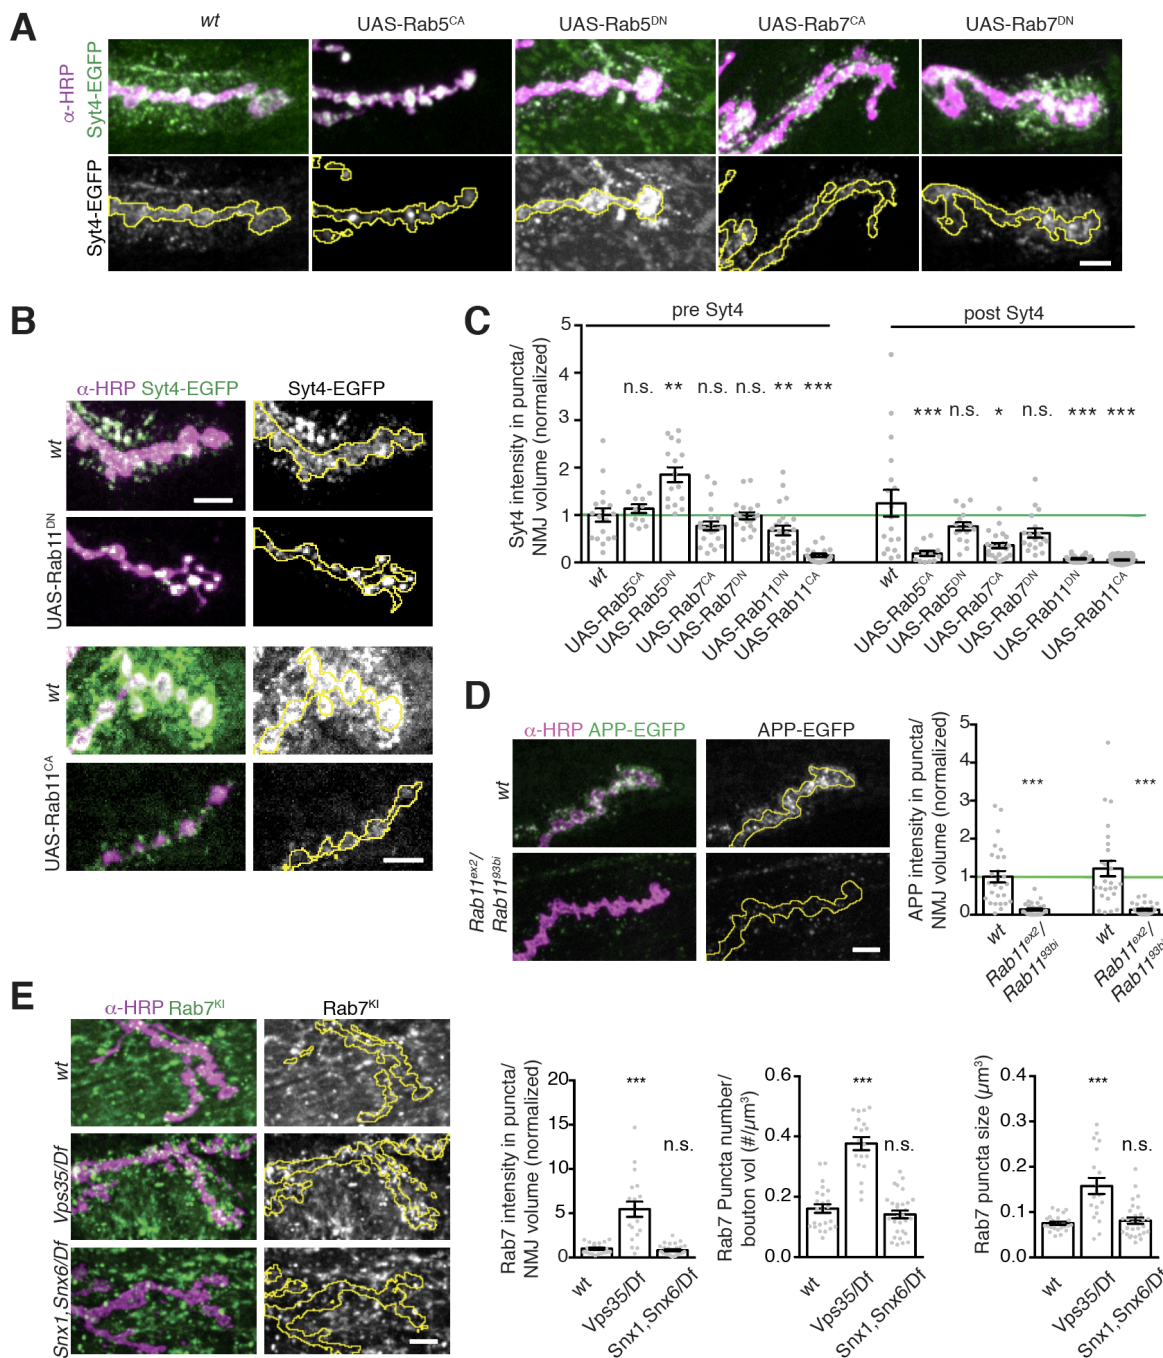 A
wt
UAS-Rab5CA
UAS-Rab5DN
UAS-Rab7CA
UAS-Rab7DN
α-HRP
Syt4-EGFP
Syt4-EGFP
B
α-HRP Syt4-EGFP
Syt4-EGFP
wt
UAS-Rab11DN
wt
UAS-Rab11CA
C
pre Syt4
post Syt4
Syt4 intensity in puncta/
NMJ volume (normalized)
5
4
3
2
1
0
n.s. ** n.s. n.s. ** ***
*** n.s. * n.s. *** ***
wt
UAS-Rab5CA
UAS-Rab5DN
UAS-Rab7CA
UAS-Rab7DN
UAS-Rab11DN
UAS-Rab11CA
wt
UAS-Rab5CA
UAS-Rab5DN
UAS-Rab7CA
UAS-Rab7DN
UAS-Rab11DN
UAS-Rab11CA
D
α-HRP APP-EGFP
APP-EGFP
wt
Rab11ex2/
Rab1193bi
APP intensity in puncta/
NMJ volume (normalized)
5
4
3
2
1
0
***
***
wt
Rab11ex2/
Rab1193bi
wt
Rab11ex2/
Rab1193bi
E
α-HRP Rab7KI
Rab7KI
wt
Vps35/Df
Snx1,Snx6/Df
Rab7 intensity in puncta/
NMJ volume (normalized)
20
15
10
5
0
***
n.s.
wt
Vps35/Df
Snx1,Snx6/Df
Rab7 Puncta number/
bouton vol (#/µm3)
0.6
0.4
0.2
0.0
***
n.s.
wt
Vps35/Df
Snx1,Snx6/Df
Rab7 puncta size (µm3)
0.4
0.3
0.2
0.1
0.0
***
n.s.
wt
Vps35/Df
Snx1,Snx6/Df